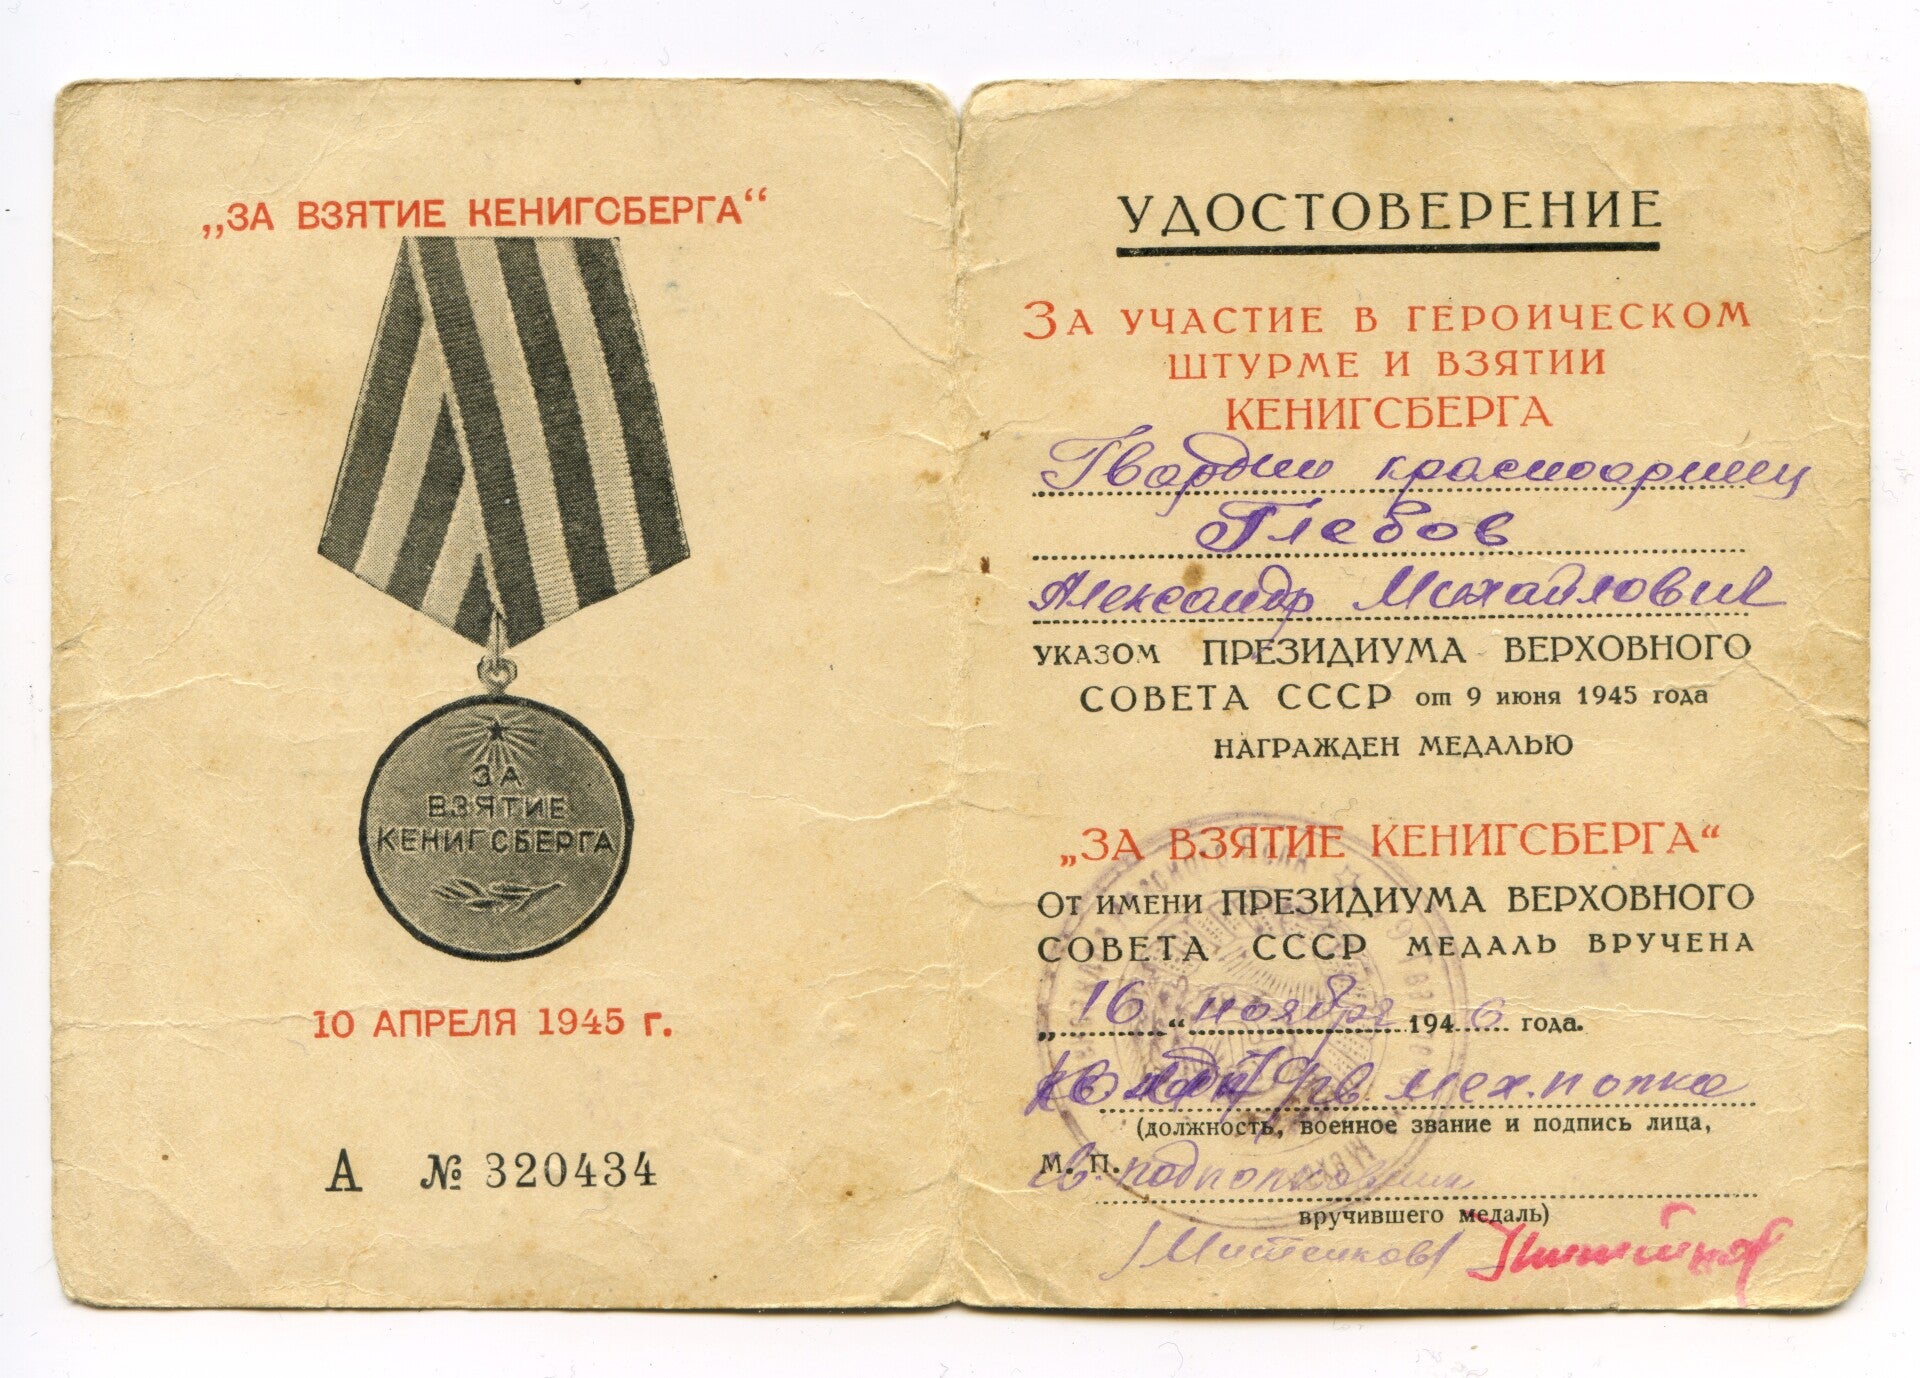 „ЗА ВЗЯТИЕ КЕНИГСБЕРГА“
ЗА
ВЗЯТИЕ
КЕНИГСБЕРГА
10 АПРЕЛЯ 1945 г.
А № 320434
УДОСТОВЕРЕНИЕ
ЗА УЧАСТИЕ В ГЕРОИЧЕСКОМ
ШТУРМЕ И ВЗЯТИИ
КЕНИГСБЕРГА
Гвардии красноармеец
Глебов
Александр Михайлович
УКАЗОМ ПРЕЗИДИУМА ВЕРХОВНОГО
СОВЕТА СССР от 9 июня 1945 года
НАГРАЖДЕН МЕДАЛЬЮ
„ЗА ВЗЯТИЕ КЕНИГСБЕРГА“
ОТ ИМЕНИ ПРЕЗИДИУМА ВЕРХОВНОГО
СОВЕТА СССР МЕДАЛЬ ВРУЧЕНА
„16“ ноября 1946 года.
гв. мех. полка
(должность, военное звание и подпись лица,
М. П.
гв. подполковник
вручившего медаль)